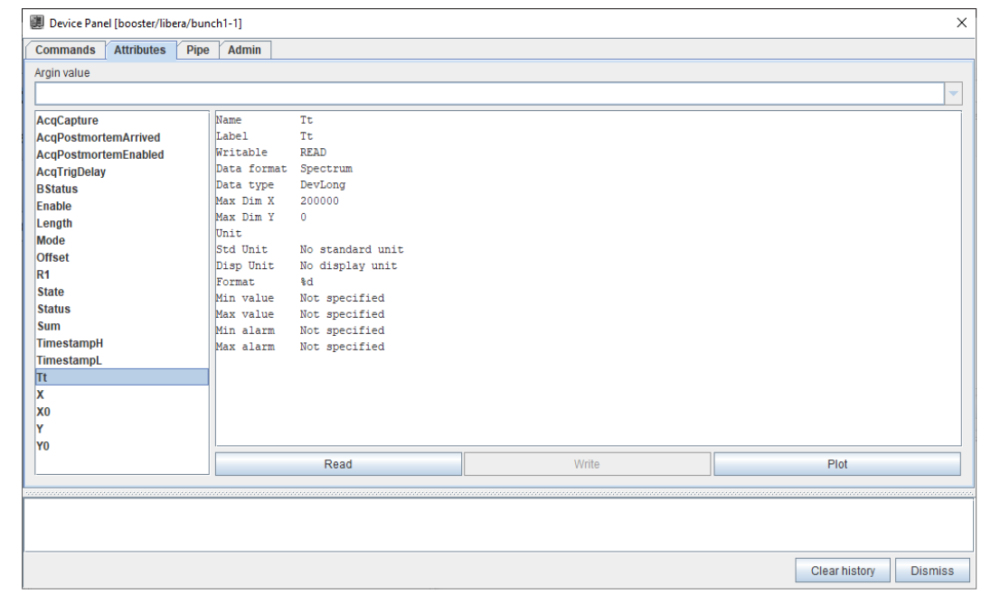 Device Panel [booster/libera/bunch1-1]
Commands Attributes Pipe Admin
Argin value
AcqCapture
AcqPostmortemArrived
AcqPostmortemEnabled
AcqTrigDelay
BStatus
Enable
Length
Mode
Offset
R1
State
Status
Sum
TimestampH
TimestampL
Tt
X
X0
Y
Y0
Name Tt
Label Tt
Writable READ
Data format Spectrum
Data type DevLong
Max Dim X 200000
Max Dim Y 0
Unit
Std Unit No standard unit
Disp Unit No display unit
Format %d
Min value Not specified
Max value Not specified
Min alarm Not specified
Max alarm Not specified
Read Write Plot
Clear history Dismiss